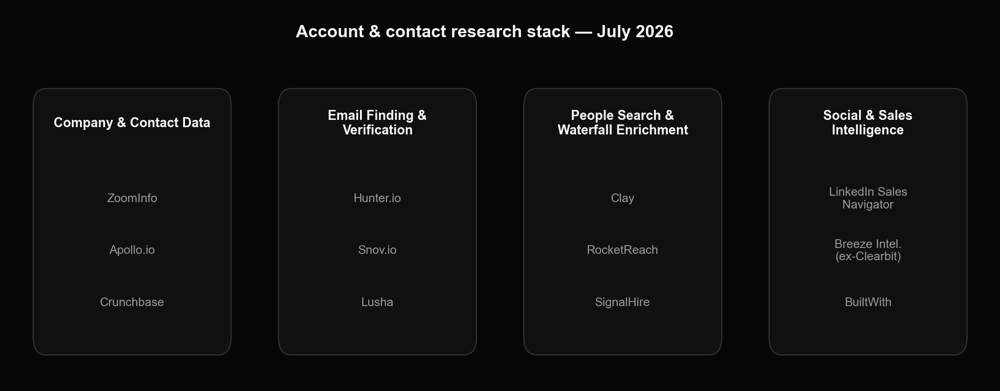 Account & contact research stack — July 2026
Company & Contact Data
ZoomInfo
Apollo.io
Crunchbase
Email Finding &
Verification
Hunter.io
Snov.io
Lusha
People Search &
Waterfall Enrichment
Clay
RocketReach
SignalHire
Social & Sales
Intelligence
LinkedIn Sales
Navigator
Breeze Intel.
(ex-Clearbit)
BuiltWith